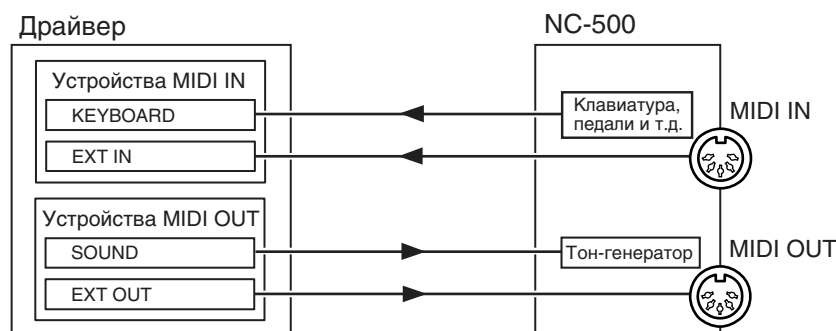 Драйвер
NC-500
Устройства MIDI IN
KEYBOARD
EXT IN
Клавиатура,
педали и т.д.
MIDI IN
Устройства MIDI OUT
SOUND
EXT OUT
Тон-генератор
MIDI OUT